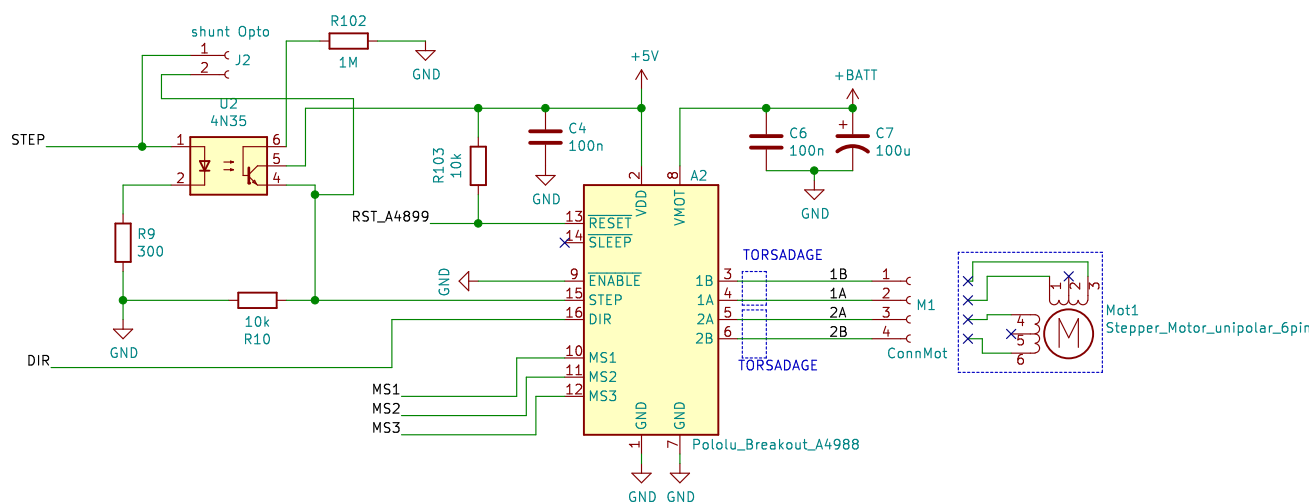 R102
1M
GND
shunt Opto
1
2
J2
U2
4N35
STEP
1
2
6
5
4
R9
300
GND
10k
R10
DIR
+5V
C4
100n
GND
R103
10k
RST_A4899
GND
+BATT
C6
100n
C7
100u
+
GND
A2
2
8
VDD
VMOT
13
RESET
14
SLEEP
9
ENABLE
15
STEP
16
DIR
10
MS1
11
MS2
12
MS3
MS1
MS2
MS3
1B
3
1A
4
2A
5
2B
6
GND
GND
1
7
GND
GND
Pololu_Breakout_A4988
TORSADAGE
TORSADAGE
1B
1A
2A
2B
1
2
3
4
M1
ConnMot
1
2
3
4
5
6
M
Mot1
Stepper_Motor_unipolar_6pin